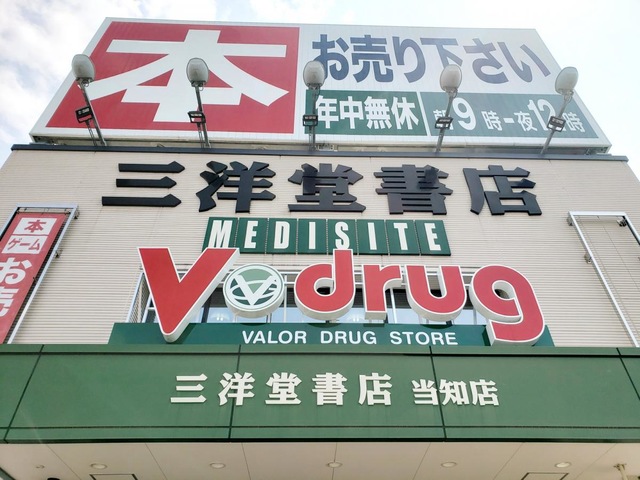 本
お売り下さい
年中無休 朝9時ー夜12時
三洋堂書店
MEDISITE
V drug
VALOR DRUG STORE
三洋堂書店 当知店
本
ゲーム
お売